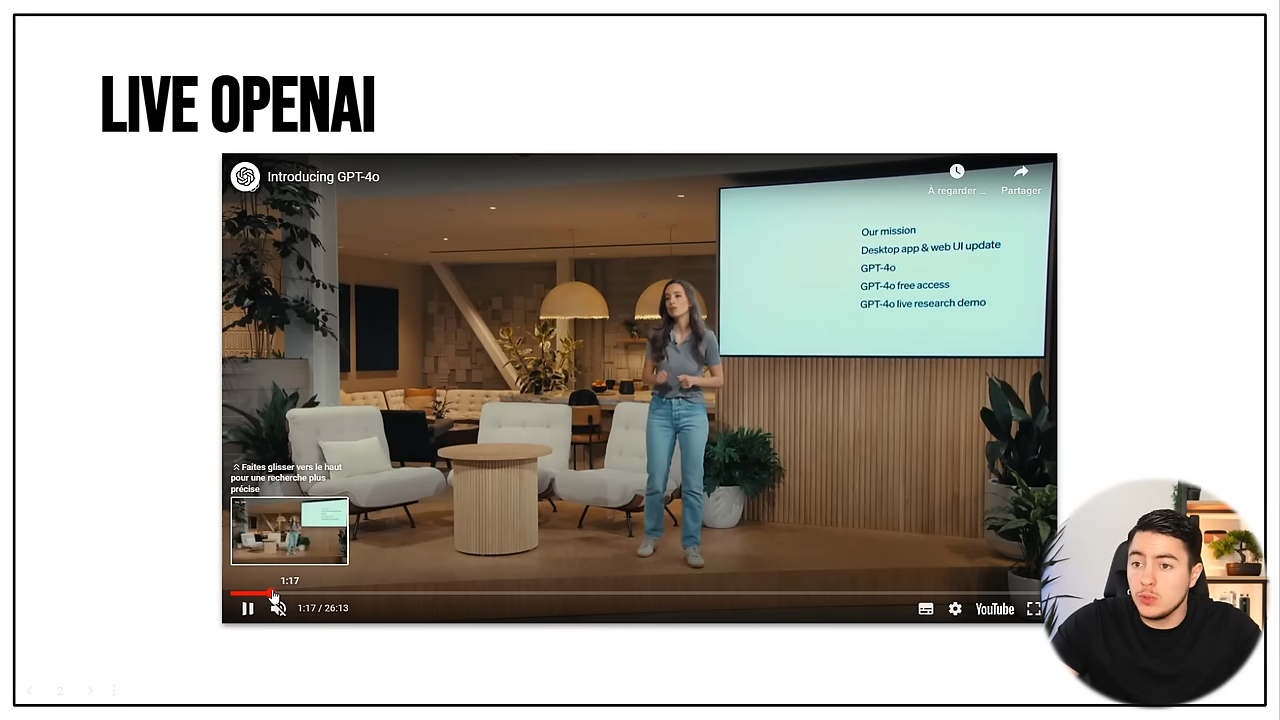 LIVE OPENAI
Introducing GPT-4o
À regarder ...
Partager
Our mission
Desktop app & web UI update
GPT-4o
GPT-4o free access
GPT-4o live research demo
Faites glisser vers le haut
pour une recherche plus
précise
1:17
1:17 / 26:13
YouTube
2